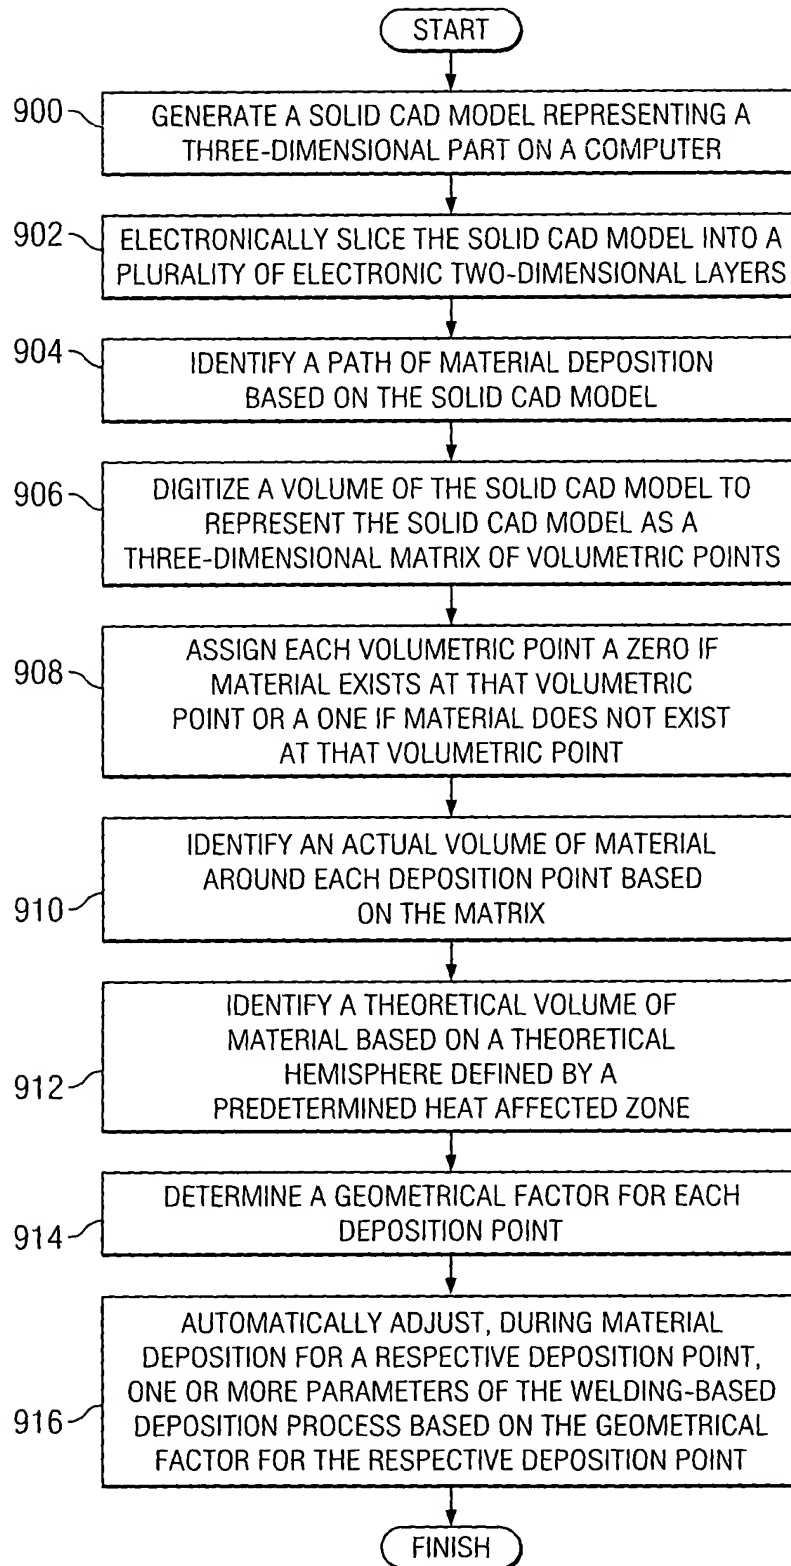 START
900
GENERATE A SOLID CAD MODEL REPRESENTING A
THREE-DIMENSIONAL PART ON A COMPUTER
902
ELECTRONICALLY SLICE THE SOLID CAD MODEL INTO A
PLURALITY OF ELECTRONIC TWO-DIMENSIONAL LAYERS
904
IDENTIFY A PATH OF MATERIAL DEPOSITION
BASED ON THE SOLID CAD MODEL
906
DIGITIZE A VOLUME OF THE SOLID CAD MODEL TO
REPRESENT THE SOLID CAD MODEL AS A
THREE-DIMENSIONAL MATRIX OF VOLUMETRIC POINTS
908
ASSIGN EACH VOLUMETRIC POINT A ZERO IF
MATERIAL EXISTS AT THAT VOLUMETRIC
POINT OR A ONE IF MATERIAL DOES NOT EXIST
AT THAT VOLUMETRIC POINT
910
IDENTIFY AN ACTUAL VOLUME OF MATERIAL
AROUND EACH DEPOSITION POINT BASED
ON THE MATRIX
912
IDENTIFY A THEORETICAL VOLUME OF
MATERIAL BASED ON A THEORETICAL
HEMISPHERE DEFINED BY A
PREDETERMINED HEAT AFFECTED ZONE
914
DETERMINE A GEOMETRICAL FACTOR FOR EACH
DEPOSITION POINT
916
AUTOMATICALLY ADJUST, DURING MATERIAL
DEPOSITION FOR A RESPECTIVE DEPOSITION POINT,
ONE OR MORE PARAMETERS OF THE WELDING-BASED
DEPOSITION PROCESS BASED ON THE GEOMETRICAL
FACTOR FOR THE RESPECTIVE DEPOSITION POINT
FINISH